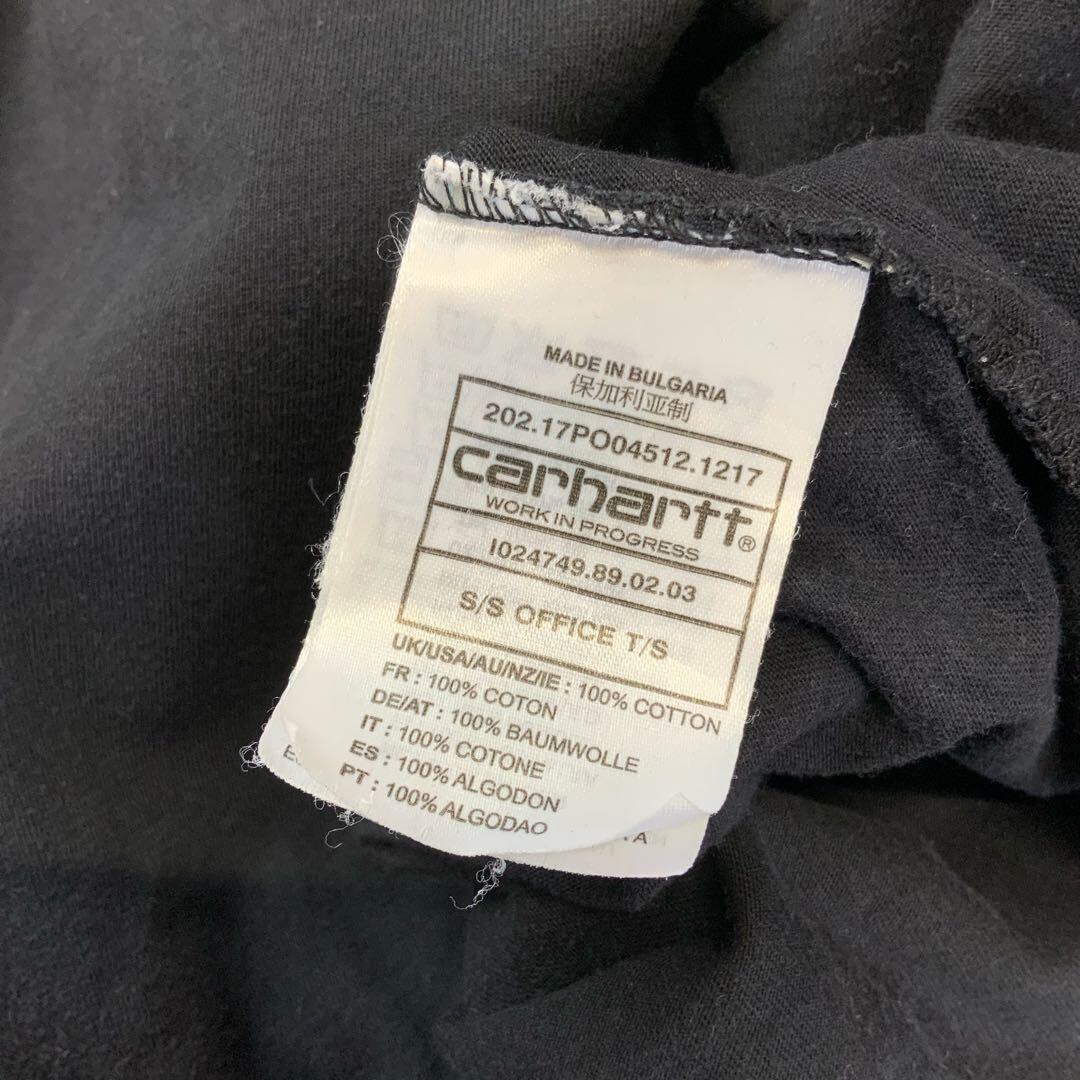 MADE IN BULGARIA
保加利亚制
202.17PO04512.1217
carhartt®
WORK IN PROGRESS
I024749.89.02.03
S/S OFFICE T/S
UK/USA/AU/NZ/IE : 100% COTTON
FR : 100% COTON
DE/AT : 100% BAUMWOLLE
IT : 100% COTONE
ES : 100% ALGODON
PT : 100% ALGODAO